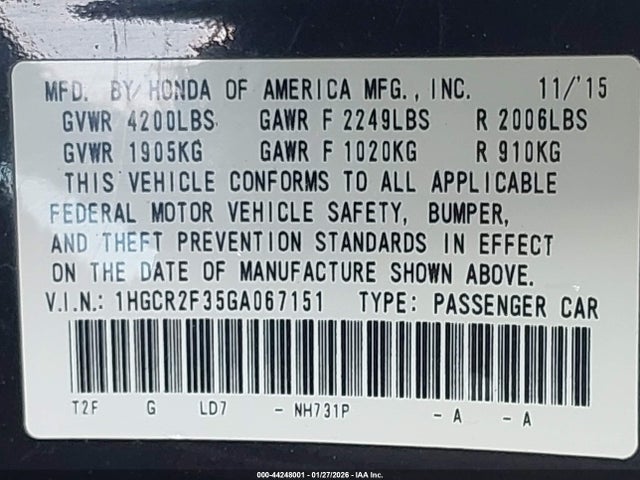 MFD. BY HONDA OF AMERICA MFG., INC. 11/'15
GVWR 4200LBS GAWR F 2249LBS R 2006LBS
GVWR 1905KG GAWR F 1020KG R 910KG
THIS VEHICLE CONFORMS TO ALL APPLICABLE
FEDERAL MOTOR VEHICLE SAFETY, BUMPER,
AND THEFT PREVENTION STANDARDS IN EFFECT
ON THE DATE OF MANUFACTURE SHOWN ABOVE.
V.I.N.: 1HGCR2F35GA067151 TYPE: PASSENGER CAR
T2F G LD7 - NH731P - A - A
000-44248001 - 01/27/2026 - IAA Inc.